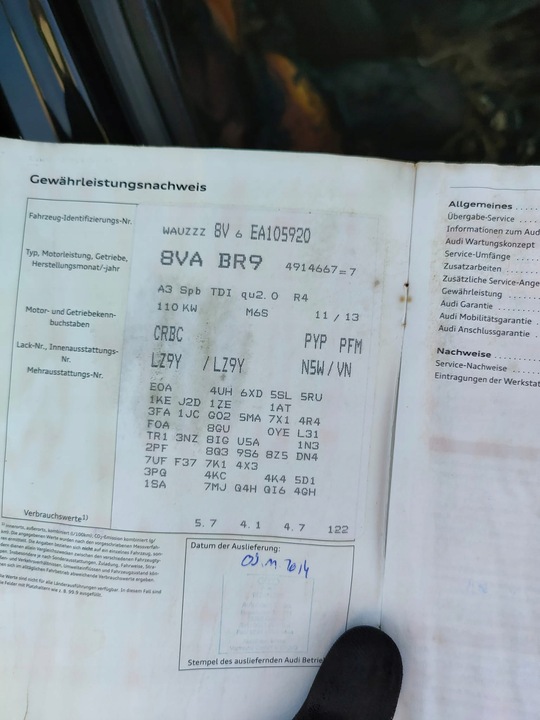 Gewährleistungsnachweis
Fahrzeug-Identifizierungs-Nr.
WAUZZZ 8V 6 EA105920
Typ, Motorleistung, Getriebe,
Herstellungsmonat/-jahr
8VA BR9 4914667=7
A3 Spb TDI qu2.0 R4
110 KW M6S 11 / 13
Motor- und Getriebekenn-
buchstaben
CRBC PYP PFM
Lack-Nr., Innenausstattungs-
Nr.
LZ9Y /LZ9Y N5W/VN
Mehrausstattungs-Nr.
E0A 4UH 6XD 5SL 5RU
1KE J2D 1ZE 1AT
3FA 1JC G02 5MA 7X1 4R4
F0A 8GU 0YE L31
TR1 3NZ 8IG U5A 1N3
2PF 8Q3 9S6 8Z5 DN4
7UF F37 7K1 4X3
3PG 4KC 4K4 5D1
1SA 7MJ Q4H QI6 4GH
Verbrauchswerte1)
5.7 4.1 4.7 122
Datum der Auslieferung:
Stempel des ausliefernden Audi
Allgemeines
Übergabe-Service
Informationen zum Aud
Audi Wartungskonzept
Service-Umfänge
Zusatzarbeiten
Zusätzliche Service-Ange
Gewährleistung
Audi Garantie
Audi Mobilitätsgarantie
Audi Anschlussgarantie
Nachweise
Service-Nachweise
Eintragungen der Werkstat